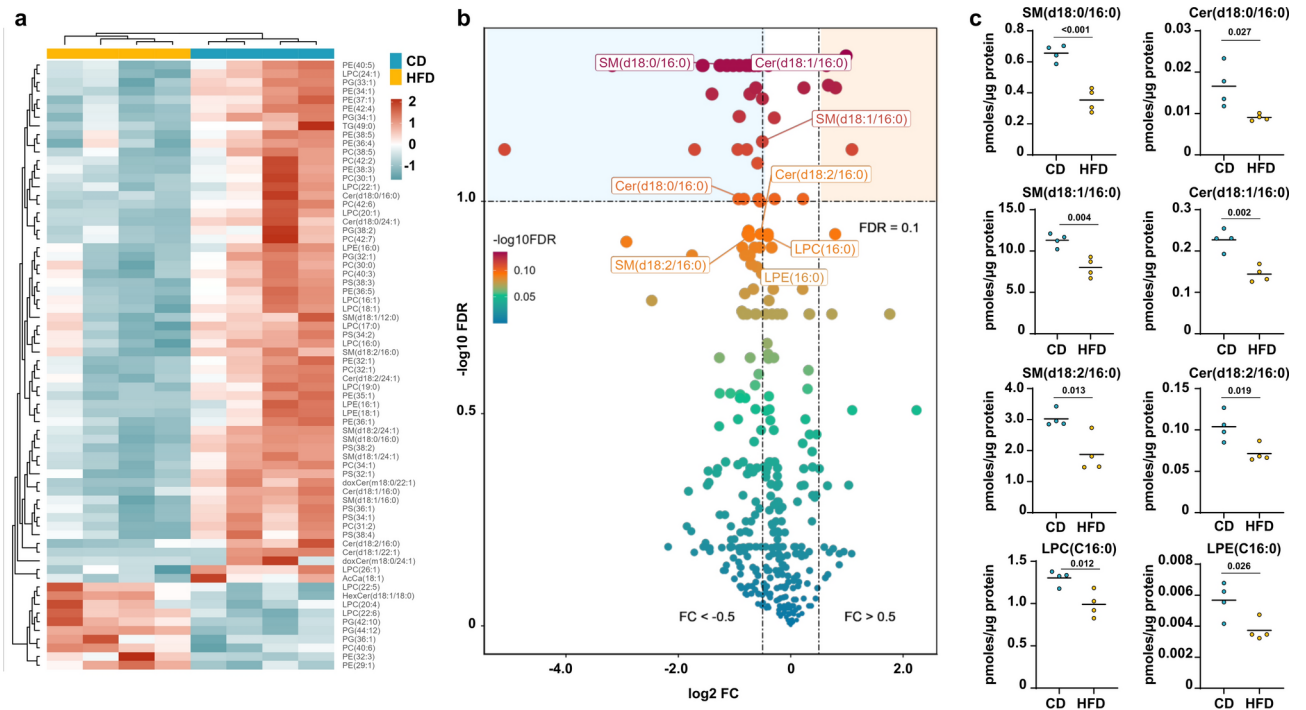 a
CD
HFD
2
1
0
-1
PE(40:5)
LPC(24:1)
PG(33:1)
PE(34:1)
PE(37:1)
PE(42:4)
PG(34:1)
TG(49:0)
PE(38:5)
PE(36:4)
PC(38:5)
PC(42:2)
PE(38:3)
PC(30:1)
LPC(22:1)
Cer(d18:0/16:0)
PC(42:6)
LPC(20:1)
Cer(d18:0/24:1)
PG(38:2)
PC(42:7)
LPE(16:0)
PG(32:1)
PC(30:0)
PC(40:3)
PS(38:3)
PE(36:5)
LPC(16:1)
LPC(18:1)
SM(d18:1/12:0)
LPC(17:0)
PS(34:2)
LPC(16:0)
SM(d18:2/16:0)
PE(32:1)
PC(32:1)
Cer(d18:2/24:1)
LPC(19:0)
PE(35:1)
LPE(16:1)
LPE(18:1)
PE(36:1)
SM(d18:2/24:1)
SM(d18:0/16:0)
PS(38:2)
SM(d18:1/24:1)
PC(34:1)
PS(32:1)
doxCer(m18:0/22:1)
Cer(d18:1/16:0)
SM(d18:1/16:0)
PS(36:1)
PS(34:1)
PC(31:2)
PS(38:4)
Cer(d18:2/16:0)
Cer(d18:1/22:1)
doxCer(m18:0/24:1)
LPC(26:1)
AcCa(18:1)
LPC(22:5)
HexCer(d18:1/18:0)
LPC(20:4)
LPC(22:6)
PG(42:10)
PG(44:12)
PG(36:1)
PC(40:6)
PE(32:3)
PE(29:1)
b
SM(d18:0/16:0)
Cer(d18:1/16:0)
SM(d18:1/16:0)
Cer(d18:2/16:0)
Cer(d18:0/16:0)
1.0
FDR = 0.1
-log10FDR
0.10
0.05
LPC(16:0)
SM(d18:2/16:0)
LPE(16:0)
-log10 FDR
0.5
FC < -0.5
FC > 0.5
0
-4.0
-2.0
0
2.0
log2 FC
c
SM(d18:0/16:0)
<0.001
pmoles/µg protein
0.8
0.6
0.4
0.2
0
CD
HFD
Cer(d18:0/16:0)
0.027
pmoles/µg protein
0.03
0.02
0.01
0
CD
HFD
SM(d18:1/16:0)
0.004
pmoles/µg protein
15.0
10.0
5.0
0
CD
HFD
Cer(d18:1/16:0)
0.002
pmoles/µg protein
0.3
0.2
0.1
0
CD
HFD
SM(d18:2/16:0)
0.013
pmoles/µg protein
4.0
3.0
2.0
1.0
0
CD
HFD
Cer(d18:2/16:0)
0.019
pmoles/µg protein
0.15
0.10
0.05
0
CD
HFD
LPC(C16:0)
0.012
pmoles/µg protein
1.5
1.0
0.5
0
CD
HFD
LPE(C16:0)
0.026
pmoles/µg protein
0.008
0.006
0.004
0.002
0
CD
HFD